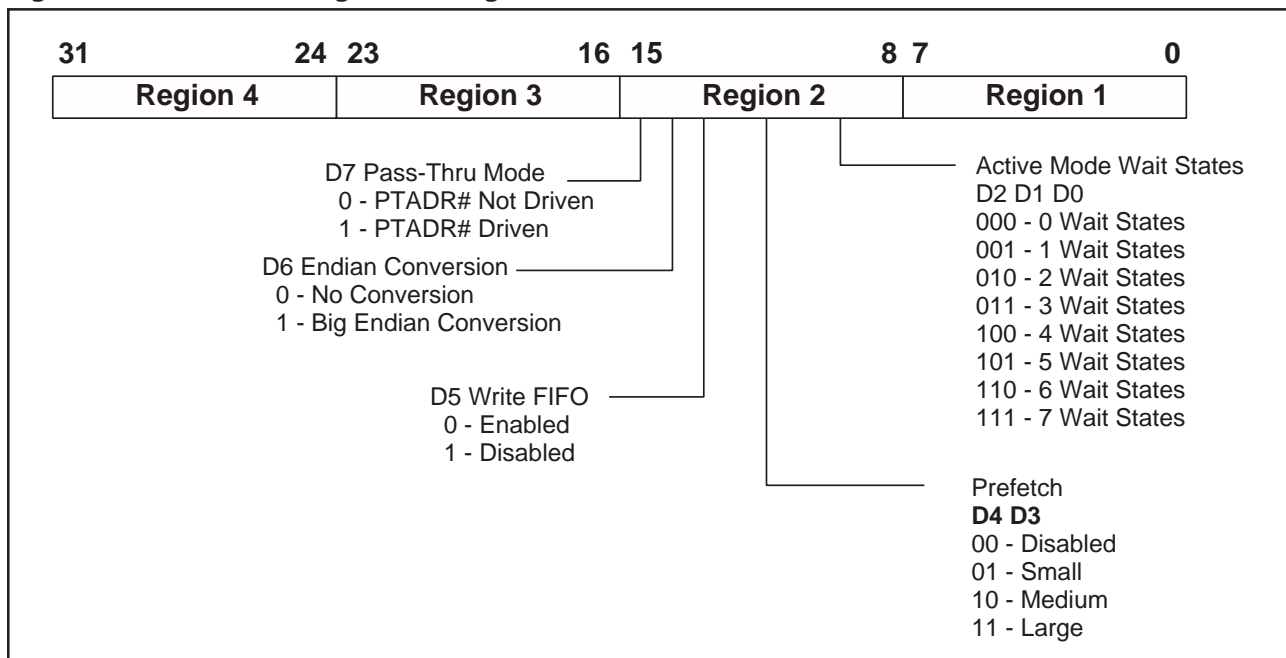 31 24 23 16 15 8 7 0
Region 4 Region 3 Region 2 Region 1
D7 Pass-Thru Mode
0 - PTADR# Not Driven
1 - PTADR# Driven
D6 Endian Conversion
0 - No Conversion
1 - Big Endian Conversion
D5 Write FIFO
0 - Enabled
1 - Disabled
Active Mode Wait States
D2 D1 D0
000 - 0 Wait States
001 - 1 Wait States
010 - 2 Wait States
011 - 3 Wait States
100 - 4 Wait States
101 - 5 Wait States
110 - 6 Wait States
111 - 7 Wait States
Prefetch
D4 D3
00 - Disabled
01 - Small
10 - Medium
11 - Large